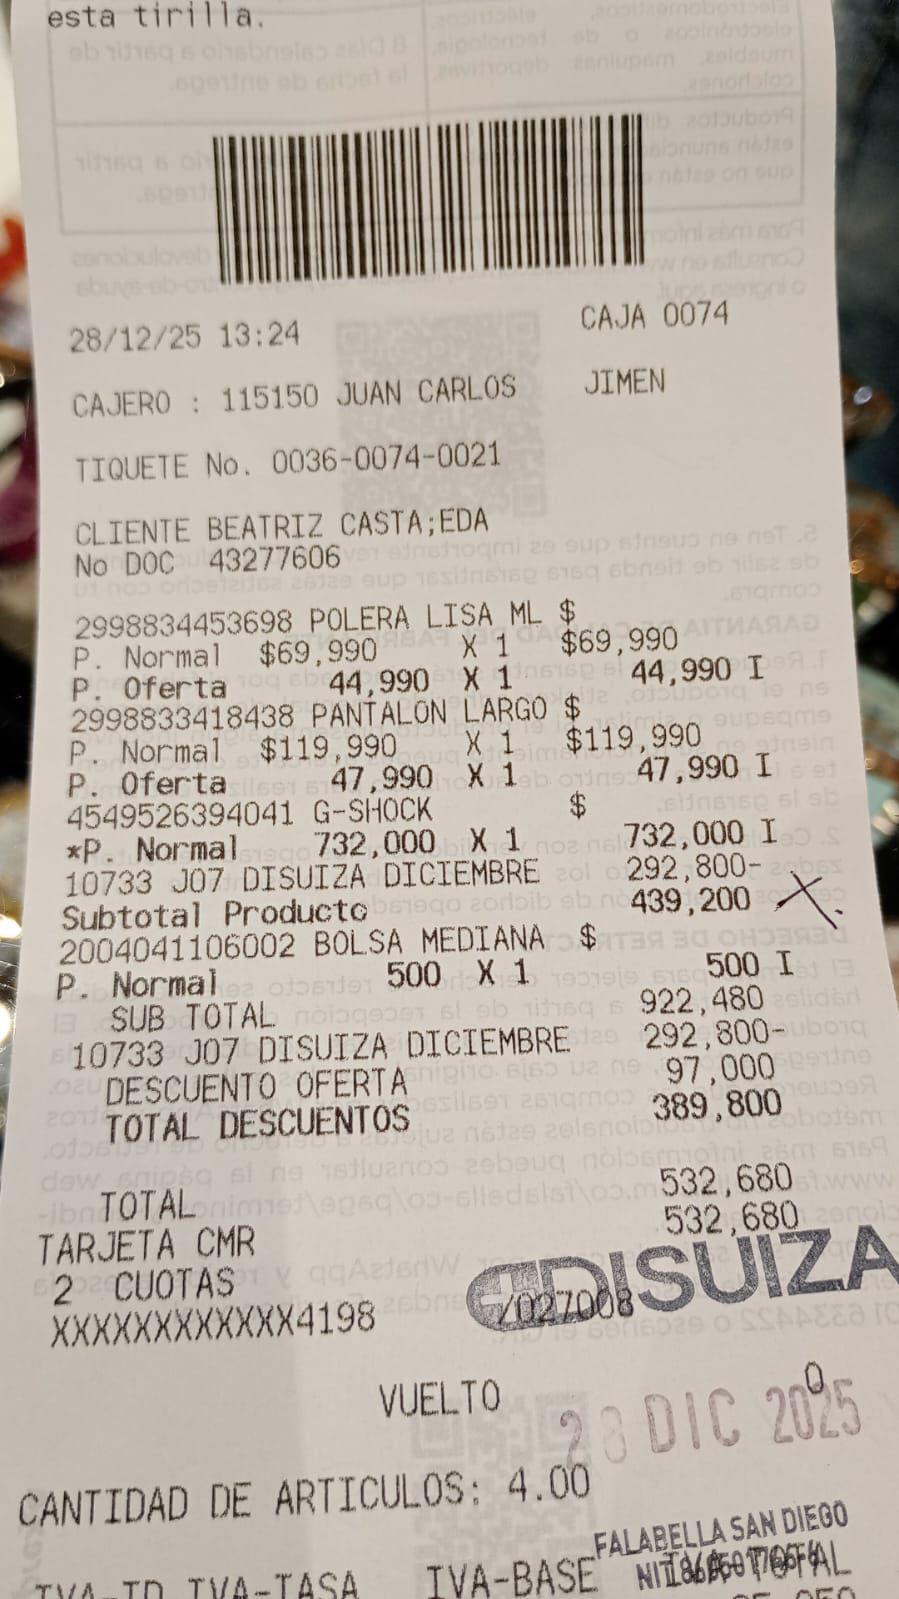 esta tirilla.
28/12/25 13:24 CAJA 0074
CAJERO : 115150 JUAN CARLOS JIMEN
TIQUETE No. 0036-0074-0021
CLIENTE BEATRIZ CASTA;EDA
No DOC 43277606
2998834453698 POLERA LISA ML $
P. Normal $69,990 X 1 $69,990
P. Oferta 44,990 X 1 44,990 I
2998833418438 PANTALON LARGO $
P. Normal $119,990 X 1 $119,990
P. Oferta 47,990 X 1 47,990 I
4549526394041 G-SHOCK $
*P. Normal 732,000 X 1 732,000 I
10733 J07 DISUIZA DICIEMBRE 292,800-
Subtotal Producto 439,200
2004041106002 BOLSA MEDIANA $
P. Normal 500 X 1 500 I
SUB TOTAL 922,480
10733 J07 DISUIZA DICIEMBRE 292,800-
DESCUENTO OFERTA 97,000
TOTAL DESCUENTOS 389,800
TOTAL 532,680
TARJETA CMR 532,680
2 CUOTAS
DISUIZA
XXXXXXXXXXXX4198 /027008
VUELTO 0
28 DIC 2025
CANTIDAD DE ARTICULOS: 4.00
FALABELLA SAN DIEGO
IVA-ID IVA-TASA IVA-BASE NIT